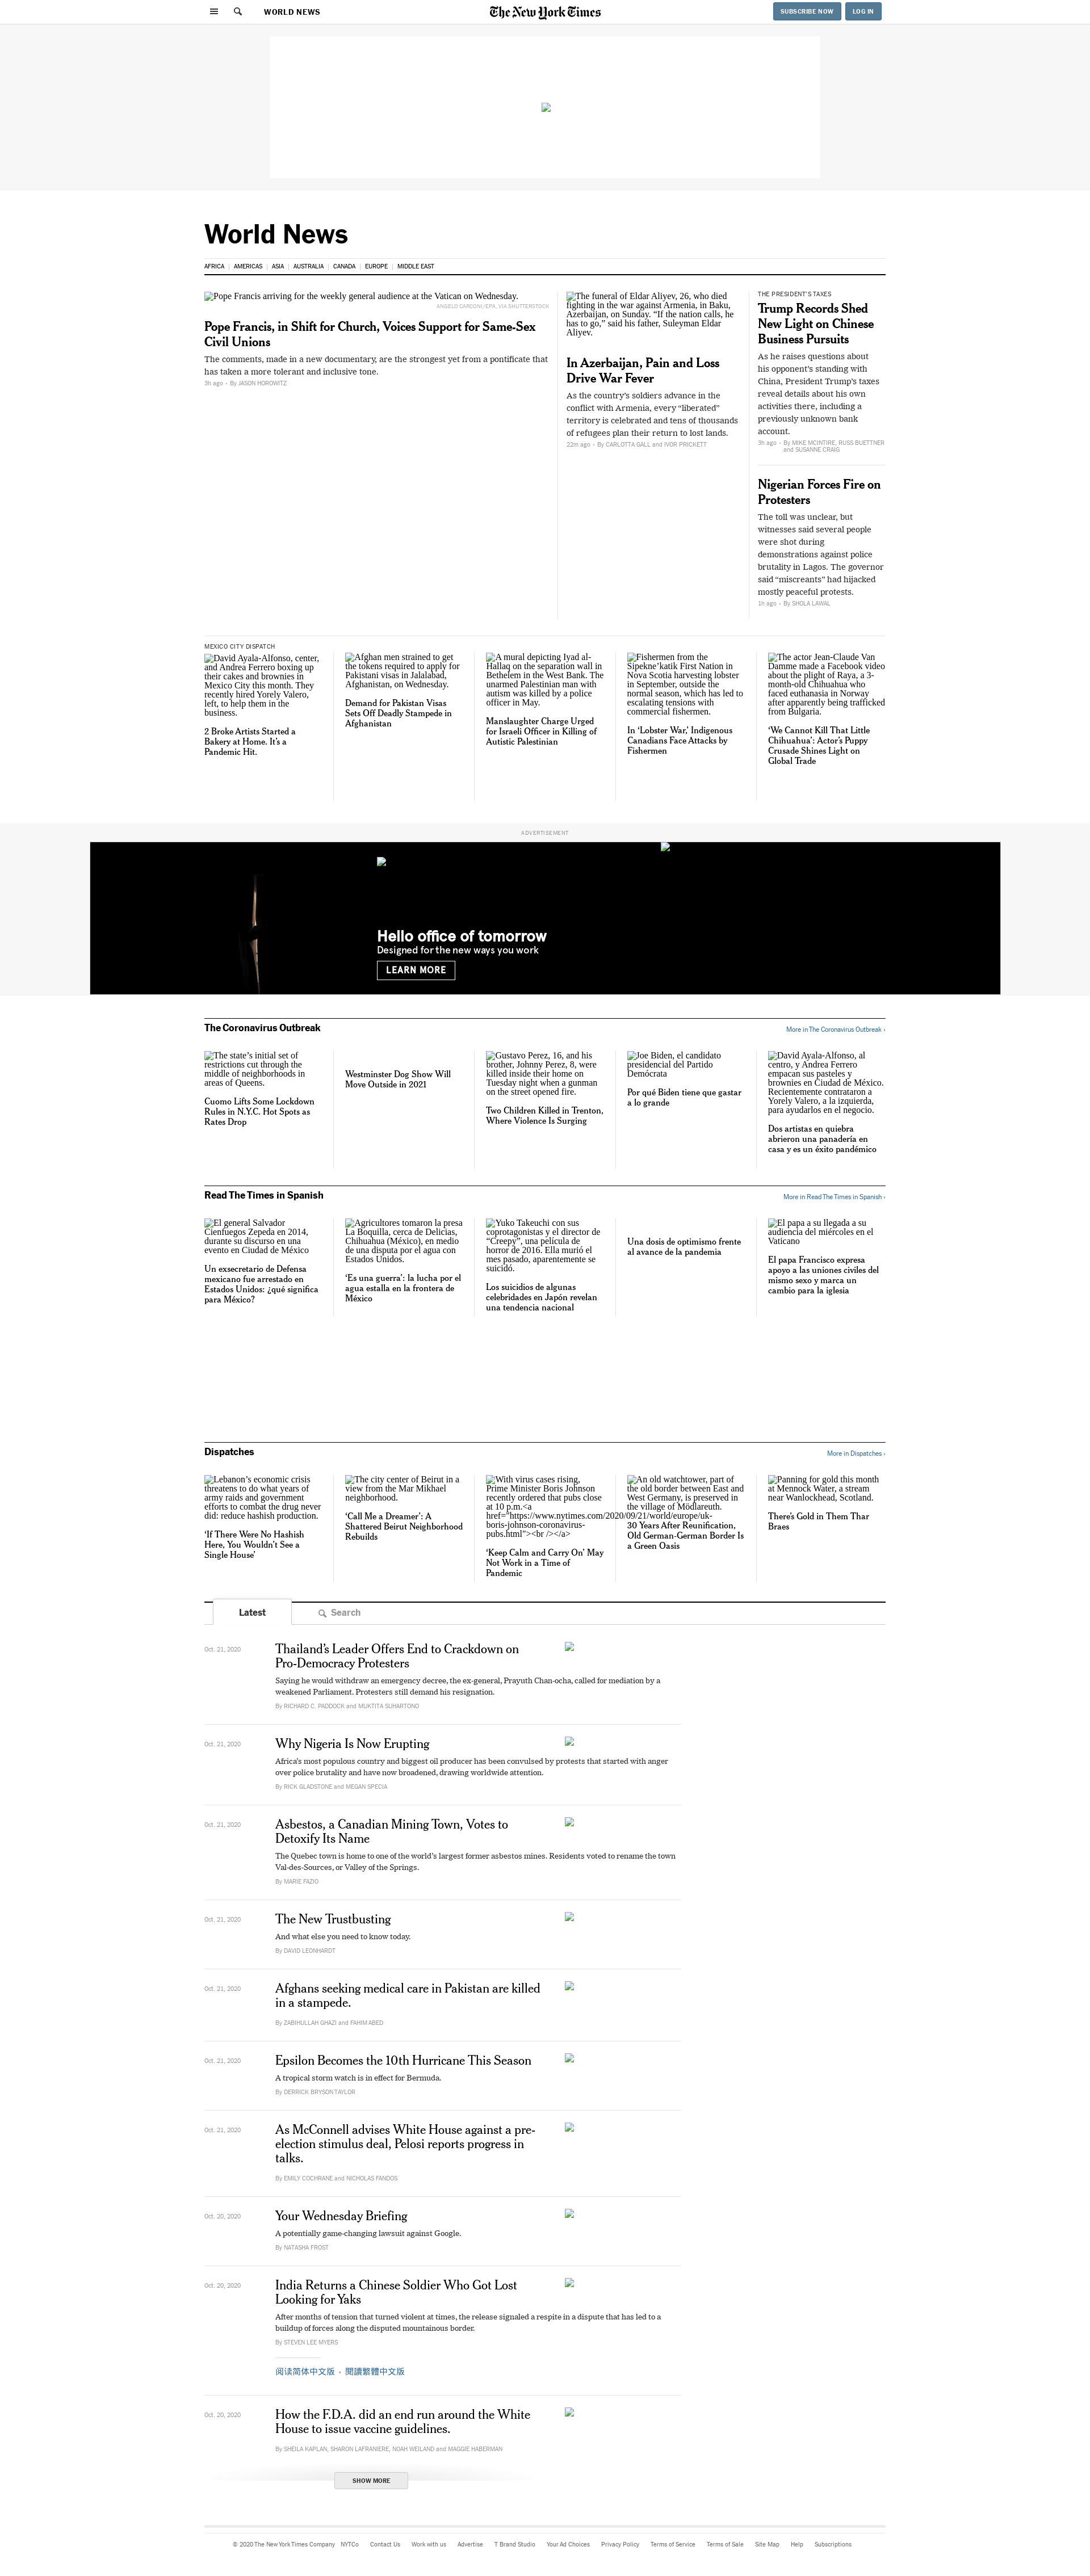 WORLD NEWS
The New York Times
SUBSCRIBE NOW
LOG IN
World News
AFRICA
AMERICAS
ASIA
AUSTRALIA
CANADA
EUROPE
MIDDLE EAST
Pope Francis arriving for the weekly general audience at the Vatican on Wednesday.
ANGELO CARCONI/EPA, VIA SHUTTERSTOCK
Pope Francis, in Shift for Church, Voices Support for Same-Sex
Civil Unions
The comments, made in a new documentary, are the strongest yet from a pontificate that
has taken a more tolerant and inclusive tone.
3h ago • By JASON HOROWITZ
The funeral of Eldar Aliyev, 26, who died
fighting in the war against Armenia, in Baku,
Azerbaijan, on Sunday. “If the nation calls, he
has to go,” said his father, Suleyman Eldar
Aliyev.
In Azerbaijan, Pain and Loss
Drive War Fever
As the country’s soldiers advance in the
conflict with Armenia, every “liberated”
territory is celebrated and tens of thousands
of refugees plan their return to lost lands.
22m ago • By CARLOTTA GALL and IVOR PRICKETT
THE PRESIDENT'S TAXES
Trump Records Shed
New Light on Chinese
Business Pursuits
As he raises questions about
his opponent’s standing with
China, President Trump’s taxes
reveal details about his own
activities there, including a
previously unknown bank
account.
3h ago • By MIKE MCINTIRE, RUSS BUETTNER
and SUSANNE CRAIG
Nigerian Forces Fire on
Protesters
The toll was unclear, but
witnesses said several people
were shot during
demonstrations against police
brutality in Lagos. The governor
said “miscreants” had hijacked
mostly peaceful protests.
1h ago • By SHOLA LAWAL
MEXICO CITY DISPATCH
David Ayala-Alfonso, center,
and Andrea Ferrero boxing up
their cakes and brownies in
Mexico City this month. They
recently hired Yorely Valero,
left, to help them in the
business.
2 Broke Artists Started a
Bakery at Home. It’s a
Pandemic Hit.
Afghan men strained to get
the tokens required to apply for
Pakistani visas in Jalalabad,
Afghanistan, on Wednesday.
Demand for Pakistan Visas
Sets Off Deadly Stampede in
Afghanistan
A mural depicting Iyad al-
Hallaq on the separation wall in
Bethelem in the West Bank. The
unarmed Palestinian man with
autism was killed by a police
officer in May.
Manslaughter Charge Urged
for Israeli Officer in Killing of
Autistic Palestinian
Fishermen from the
Sipekne’katik First Nation in
Nova Scotia harvesting lobster
in September, outside the
normal season, which has led to
escalating tensions with
commercial fishermen.
In ‘Lobster War,’ Indigenous
Canadians Face Attacks by
Fishermen
The actor Jean-Claude Van
Damme made a Facebook video
about the plight of Raya, a 3-
month-old Chihuahua who
faced euthanasia in Norway
after apparently being trafficked
from Bulgaria.
‘We Cannot Kill That Little
Chihuahua’: Actor’s Puppy
Crusade Shines Light on
Global Trade
ADVERTISEMENT
Hello office of tomorrow
Designed for the new ways you work
LEARN MORE
The Coronavirus Outbreak
More in The Coronavirus Outbreak ›
The state’s initial set of
restrictions cut through the
middle of neighborhoods in
areas of Queens.
Cuomo Lifts Some Lockdown
Rules in N.Y.C. Hot Spots as
Rates Drop
Westminster Dog Show Will
Move Outside in 2021
Gustavo Perez, 16, and his
brother, Johnny Perez, 8, were
killed inside their home on
Tuesday night when a gunman
on the street opened fire.
Two Children Killed in Trenton,
Where Violence Is Surging
Joe Biden, el candidato
presidencial del Partido
Demócrata
Por qué Biden tiene que gastar
a lo grande
David Ayala-Alfonso, al
centro, y Andrea Ferrero
empacan sus pasteles y
brownies en Ciudad de México.
Recientemente contrataron a
Yorely Valero, a la izquierda,
para ayudarlos en el negocio.
Dos artistas en quiebra
abrieron una panadería en
casa y es un éxito pandémico
Read The Times in Spanish
More in Read The Times in Spanish ›
El general Salvador
Cienfuegos Zepeda en 2014,
durante su discurso en un
evento en Ciudad de México
Un exsecretario de Defensa
mexicano fue arrestado en
Estados Unidos: ¿qué significa
para México?
Agricultores tomaron la presa
La Boquilla, cerca de Delicias,
Chihuahua (México), en medio
de una disputa por el agua con
Estados Unidos.
‘Es una guerra’: la lucha por el
agua estalla en la frontera de
México
Yuko Takeuchi con sus
coprotagonistas y el director de
“Creepy”, una película de
horror de 2016. Ella murió el
mes pasado, aparentemente se
suicidó.
Los suicidios de algunas
celebridades en Japón revelan
una tendencia nacional
Una dosis de optimismo frente
al avance de la pandemia
El papa a su llegada a su
audiencia del miércoles en el
Vaticano
El papa Francisco expresa
apoyo a las uniones civiles del
mismo sexo y marca un
cambio para la iglesia
Dispatches
More in Dispatches ›
Lebanon’s economic crisis
threatens to do what years of
army raids and government
efforts to combat the drug never
did: reduce hashish production.
‘If There Were No Hashish
Here, You Wouldn’t See a
Single House’
The city center of Beirut in a
view from the Mar Mikhael
neighborhood.
‘Call Me a Dreamer’: A
Shattered Beirut Neighborhood
Rebuilds
With virus cases rising,
Prime Minister Boris Johnson
recently ordered that pubs close
at 10 p.m.<a
href="https://www.nytimes.com/2020/09/21/world/europe/uk-
boris-johnson-coronavirus-
pubs.html"><br /></a>
‘Keep Calm and Carry On’ May
Not Work in a Time of
Pandemic
An old watchtower, part of
the old border between East and
West Germany, is preserved in
the village of Mödlareuth.
30 Years After Reunification,
Old German-German Border Is
a Green Oasis
Panning for gold this month
at Mennock Water, a stream
near Wanlockhead, Scotland.
There’s Gold in Them Thar
Braes
Latest
Search
Oct. 21, 2020
Thailand’s Leader Offers End to Crackdown on
Pro-Democracy Protesters
Saying he would withdraw an emergency decree, the ex-general, Prayuth Chan-ocha, called for mediation by a
weakened Parliament. Protesters still demand his resignation.
By RICHARD C. PADDOCK and MUKTITA SUHARTONO
Oct. 21, 2020
Why Nigeria Is Now Erupting
Africa’s most populous country and biggest oil producer has been convulsed by protests that started with anger
over police brutality and have now broadened, drawing worldwide attention.
By RICK GLADSTONE and MEGAN SPECIA
Oct. 21, 2020
Asbestos, a Canadian Mining Town, Votes to
Detoxify Its Name
The Quebec town is home to one of the world’s largest former asbestos mines. Residents voted to rename the town
Val-des-Sources, or Valley of the Springs.
By MARIE FAZIO
Oct. 21, 2020
The New Trustbusting
And what else you need to know today.
By DAVID LEONHARDT
Oct. 21, 2020
Afghans seeking medical care in Pakistan are killed
in a stampede.
By ZABIHULLAH GHAZI and FAHIM ABED
Oct. 21, 2020
Epsilon Becomes the 10th Hurricane This Season
A tropical storm watch is in effect for Bermuda.
By DERRICK BRYSON TAYLOR
Oct. 21, 2020
As McConnell advises White House against a pre-
election stimulus deal, Pelosi reports progress in
talks.
By EMILY COCHRANE and NICHOLAS FANDOS
Oct. 20, 2020
Your Wednesday Briefing
A potentially game-changing lawsuit against Google.
By NATASHA FROST
Oct. 20, 2020
India Returns a Chinese Soldier Who Got Lost
Looking for Yaks
After months of tension that turned violent at times, the release signaled a respite in a dispute that has led to a
buildup of forces along the disputed mountainous border.
By STEVEN LEE MYERS
阅读简体中文版 • 閱讀繁體中文版
Oct. 20, 2020
How the F.D.A. did an end run around the White
House to issue vaccine guidelines.
By SHEILA KAPLAN, SHARON LAFRANIERE, NOAH WEILAND and MAGGIE HABERMAN
SHOW MORE
© 2020 The New York Times Company
NYTCo
Contact Us
Work with us
Advertise
T Brand Studio
Your Ad Choices
Privacy Policy
Terms of Service
Terms of Sale
Site Map
Help
Subscriptions